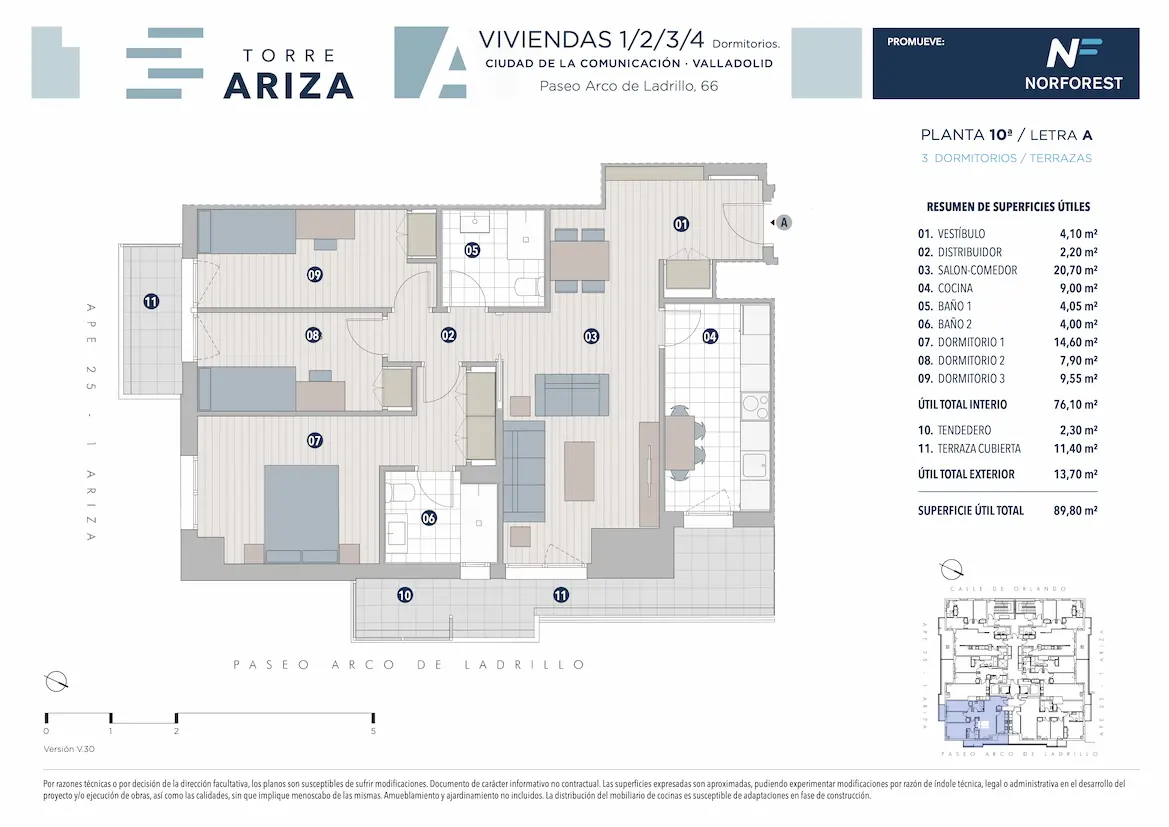 TORRE
ARIZA
A
VIVIENDAS 1/2/3/4 Dormitorios.
CIUDAD DE LA COMUNICACIÓN · VALLADOLID
Paseo Arco de Ladrillo, 66
PROMUEVE:
NF
NORFOREST
PLANTA 10ª / LETRA A
3 DORMITORIOS / TERRAZAS
RESUMEN DE SUPERFICIES ÚTILES
01. VESTÍBULO 4,10 m²
02. DISTRIBUIDOR 2,20 m²
03. SALON-COMEDOR 20,70 m²
04. COCINA 9,00 m²
05. BAÑO 1 4,05 m²
06. BAÑO 2 4,00 m²
07. DORMITORIO 1 14,60 m²
08. DORMITORIO 2 7,90 m²
09. DORMITORIO 3 9,55 m²
ÚTIL TOTAL INTERIO 76,10 m²
10. TENDEDERO 2,30 m²
11. TERRAZA CUBIERTA 11,40 m²
ÚTIL TOTAL EXTERIOR 13,70 m²
SUPERFICIE ÚTIL TOTAL 89,80 m²
01
A
05
09
11
08
02
03
04
07
06
10
11
APE 25 - 1 ARIZA
PASEO ARCO DE LADRILLO
CALLE DE ORLANDO
APE 25 - 1 ARIZA
APE 25 - 1 ARIZA
PASEO ARCO DE LADRILLO
0 1 2 5
Versión V.30
Por razones técnicas o por decisión de la dirección facultativa, los planos son susceptibles de sufrir modificaciones. Documento de carácter informativo no contractual. Las superficies expresadas son aproximadas, pudiendo experimentar modificaciones por razón de índole técnica, legal o administrativa en el desarrollo del
proyecto y/o ejecución de obras, así como las calidades, sin que implique menoscabo de las mismas. Amueblamiento y ajardinamiento no incluidos. La distribución del mobiliario de cocinas es susceptible de adaptaciones en fase de construcción.